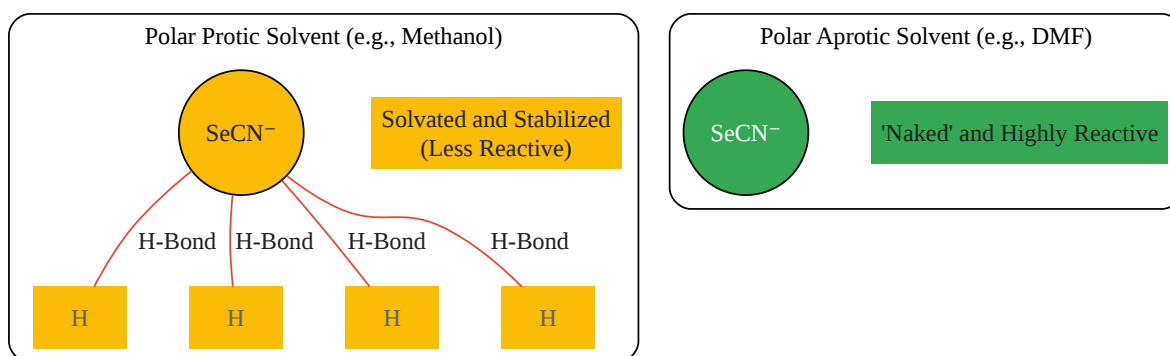 Polar Protic Solvent (e.g., Methanol)
SeCN⁻
Solvated and Stabilized
(Less Reactive)
H-Bond
H-Bond
H-Bond
H-Bond
H
H
H
H
Polar Aprotic Solvent (e.g., DMF)
SeCN⁻
'Naked' and Highly Reactive